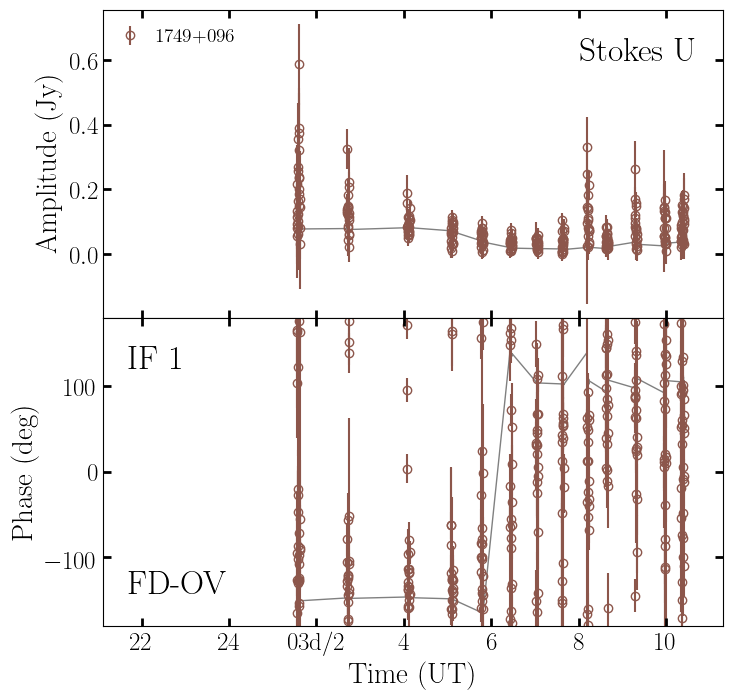 1749+096
Stokes U
Amplitude (Jy)
0.6
0.4
0.2
0.0
IF 1
FD-OV
Phase (deg)
100
0
−100
22 24 03d/2 4 6 8 10
Time (UT)